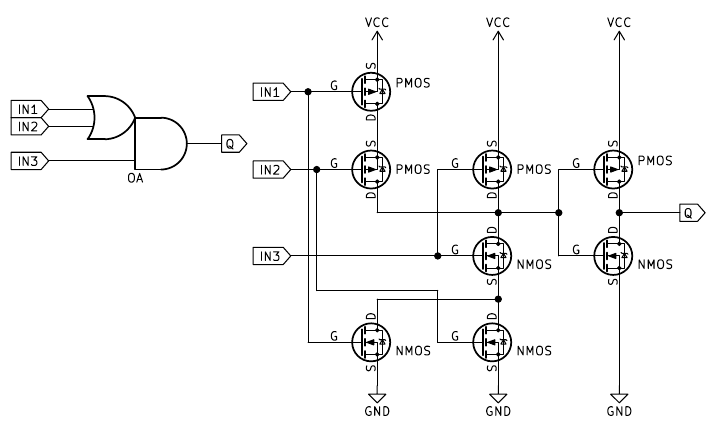 VCC VCC VCC
S
IN1 G PMOS
D
IN1
IN2
Q
IN3
OA
S S S
IN2 G PMOS G PMOS G PMOS
D D D
Q
D D
IN3 G NMOS G NMOS
S S
D D
G NMOS G NMOS
S S
GND GND GND